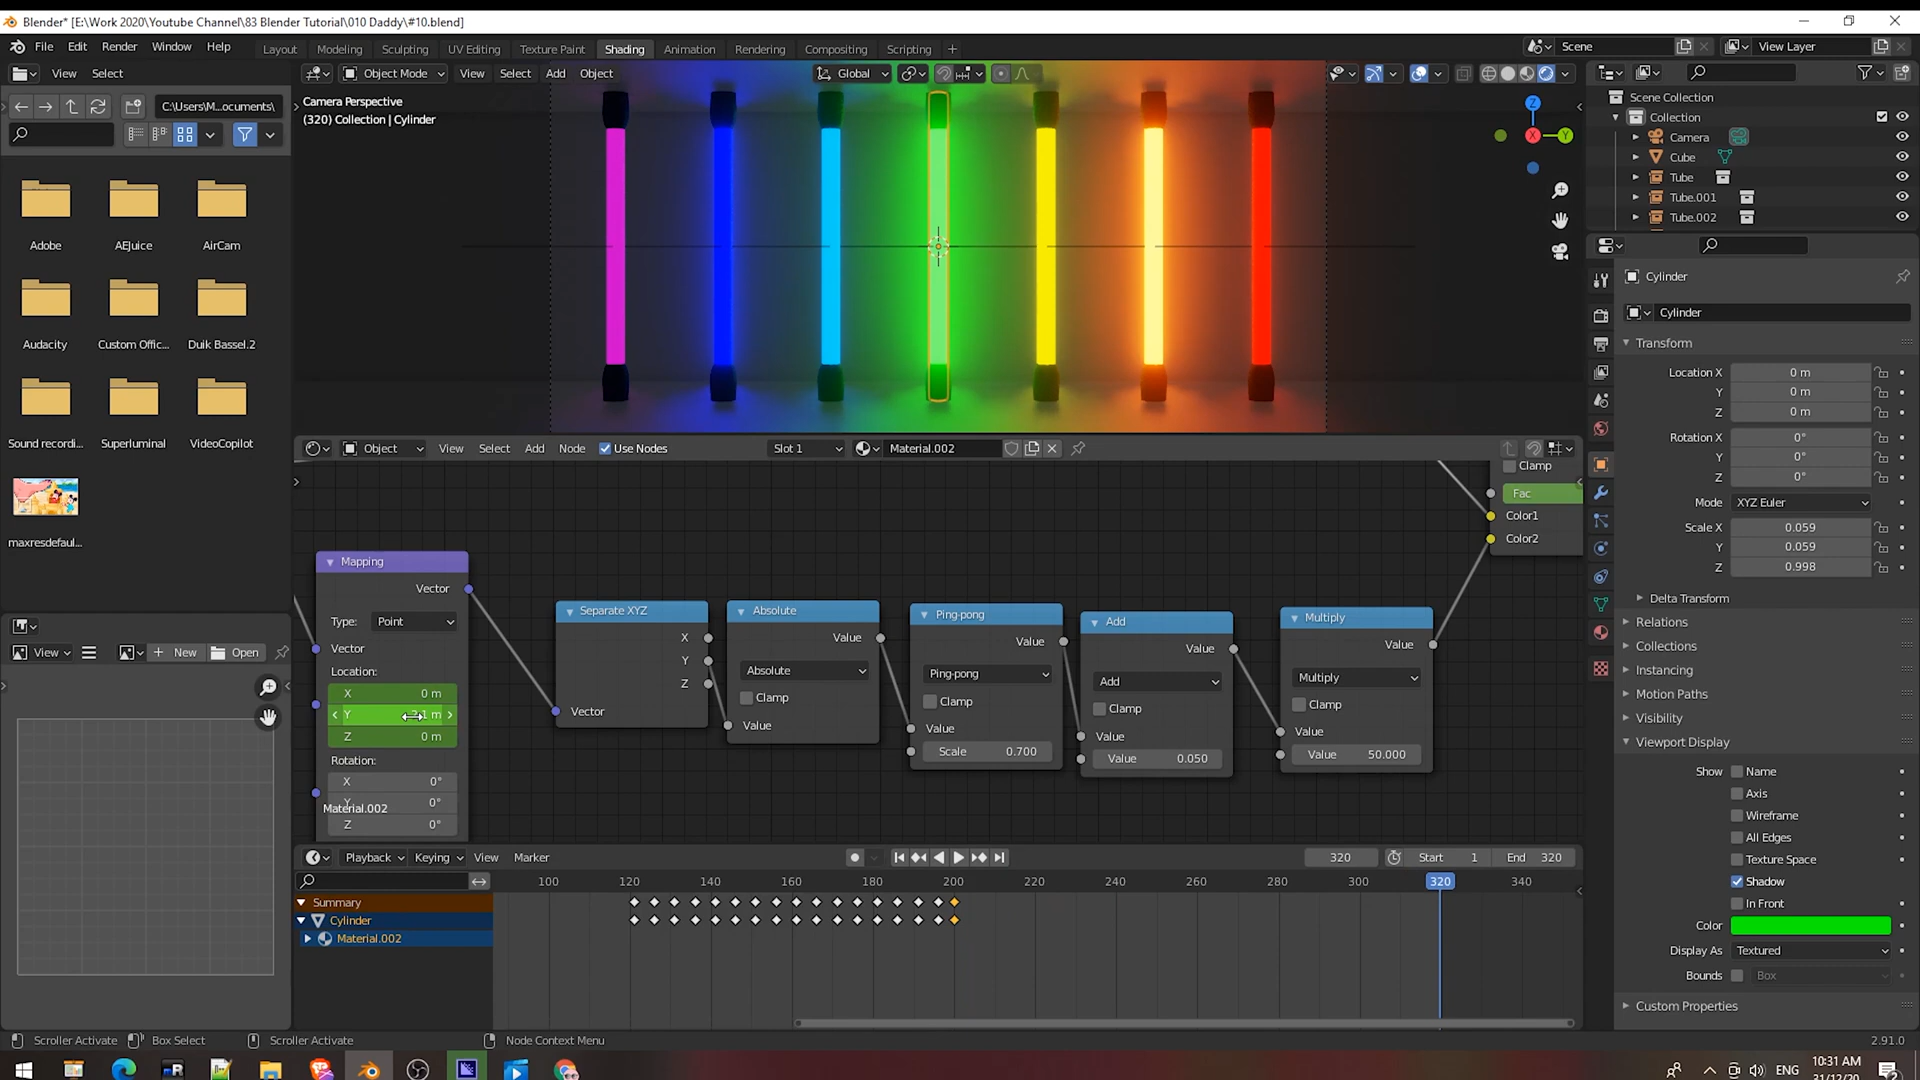 Blender* [E:\Work 2020\Youtube Channel\83 Blender Tutorial\010 Daddy\#10.blend]
File Edit Render Window Help
Layout Modeling Sculpting UV Editing Texture Paint Shading Animation Rendering Compositing Scripting +
Scene
View Layer
View Select
Object Mode View Select Add Object
Global
C:\Users\M...ocuments\
Camera Perspective
(320) Collection | Cylinder
Z
X
Y
Scene Collection
Collection
Camera
Cube
Tube
Tube.001
Tube.002
Adobe
AEJuice
AirCam
Audacity
Custom Offic...
Duik Bassel.2
Sound recordi...
Superluminal
VideoCopilot
maxresdefaul...
View
New
Open
Object View Select Add Node Use Nodes
Slot 1
Material.002
Clamp
Fac
Color1
Color2
Mapping
Vector
Type: Point
Vector
Location:
X 0 m
Y
Z 0 m
Rotation:
X 0°
Y 0°
Z 0°
Material.002
Separate XYZ
X
Y
Z
Vector
Absolute
Value
Absolute
Clamp
Value
Ping-pong
Value
Ping-pong
Clamp
Value
Scale 0.700
Add
Value
Add
Clamp
Value
Value 0.050
Multiply
Value
Multiply
Clamp
Value
Value 50.000
Cylinder
Cylinder
Transform
Location X 0 m
Y 0 m
Z 0 m
Rotation X 0°
Y 0°
Z 0°
Mode XYZ Euler
Scale X 0.059
Y 0.059
Z 0.998
Delta Transform
Relations
Collections
Instancing
Motion Paths
Visibility
Viewport Display
Show Name
Axis
Wireframe
All Edges
Texture Space
Shadow
In Front
Color
Display As Textured
Bounds Box
Custom Properties
Playback Keying View Marker
320
Start 1
End 320
100 120 140 160 180 200 220 240 260 280 300 320 340
Summary
Cylinder
Material.002
Scroller Activate
Box Select
Scroller Activate
Node Context Menu
2.91.0
ENG
10:31 AM